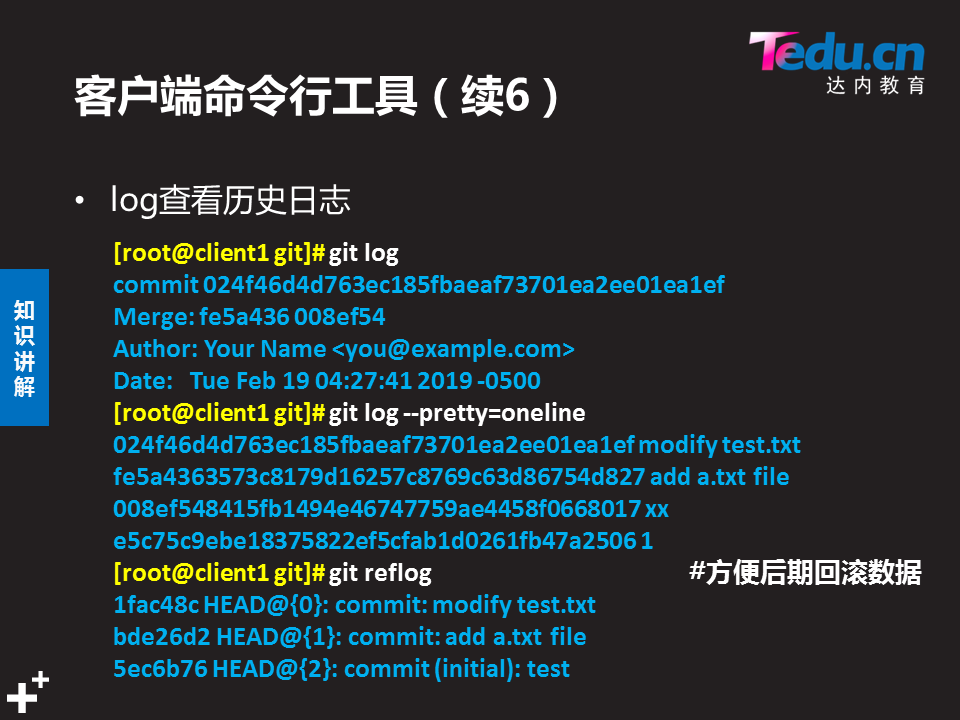 Tedu.cn
达内教育
客户端命令行工具（续6）
• log查看历史日志
[root@client1 git]# git log
commit 024f46d4d763ec185fbaeaf73701ea2ee01ea1ef
Merge: fe5a436 008ef54
Author: Your Name <you@example.com>
Date:   Tue Feb 19 04:27:41 2019 -0500
[root@client1 git]# git log --pretty=oneline
024f46d4d763ec185fbaeaf73701ea2ee01ea1ef modify test.txt
fe5a4363573c8179d16257c8769c63d86754d827 add a.txt file
008ef548415fb1494e46747759ae4458f0668017 xx
e5c75c9ebe18375822ef5cfab1d0261fb47a2506 1
[root@client1 git]# git reflog #方便后期回滚数据
1fac48c HEAD@{0}: commit: modify test.txt
bde26d2 HEAD@{1}: commit: add a.txt file
5ec6b76 HEAD@{2}: commit (initial): test
知识讲解